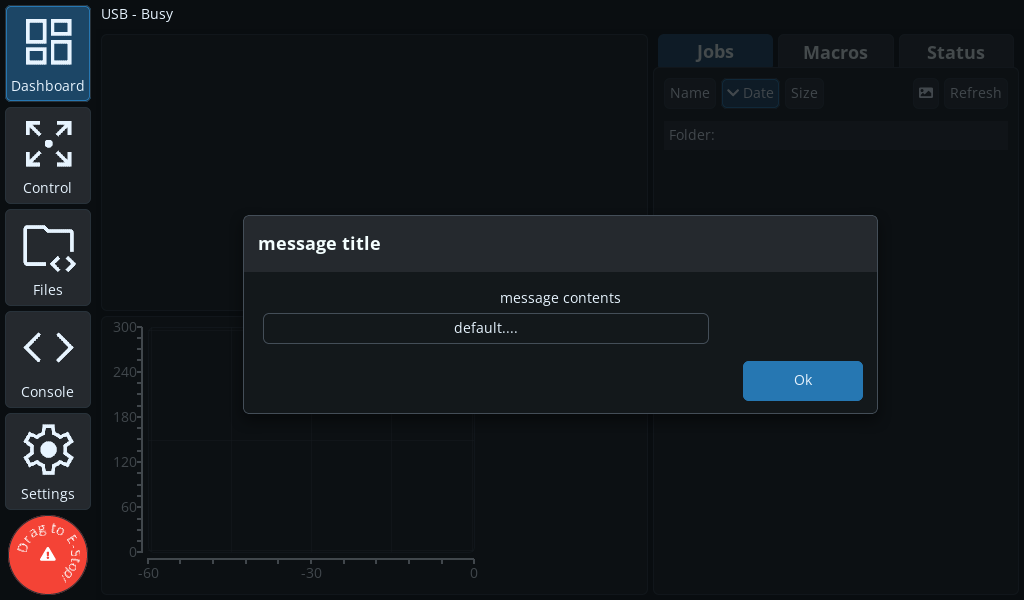 USB - Busy
Dashboard
Control
Files
Console
Settings
Drag to E-Stop!
Jobs
Macros
Status
Name
Date
Size
Refresh
Folder:
message title
message contents
default....
Ok
300
240
180
120
60
0
-60
-30
0